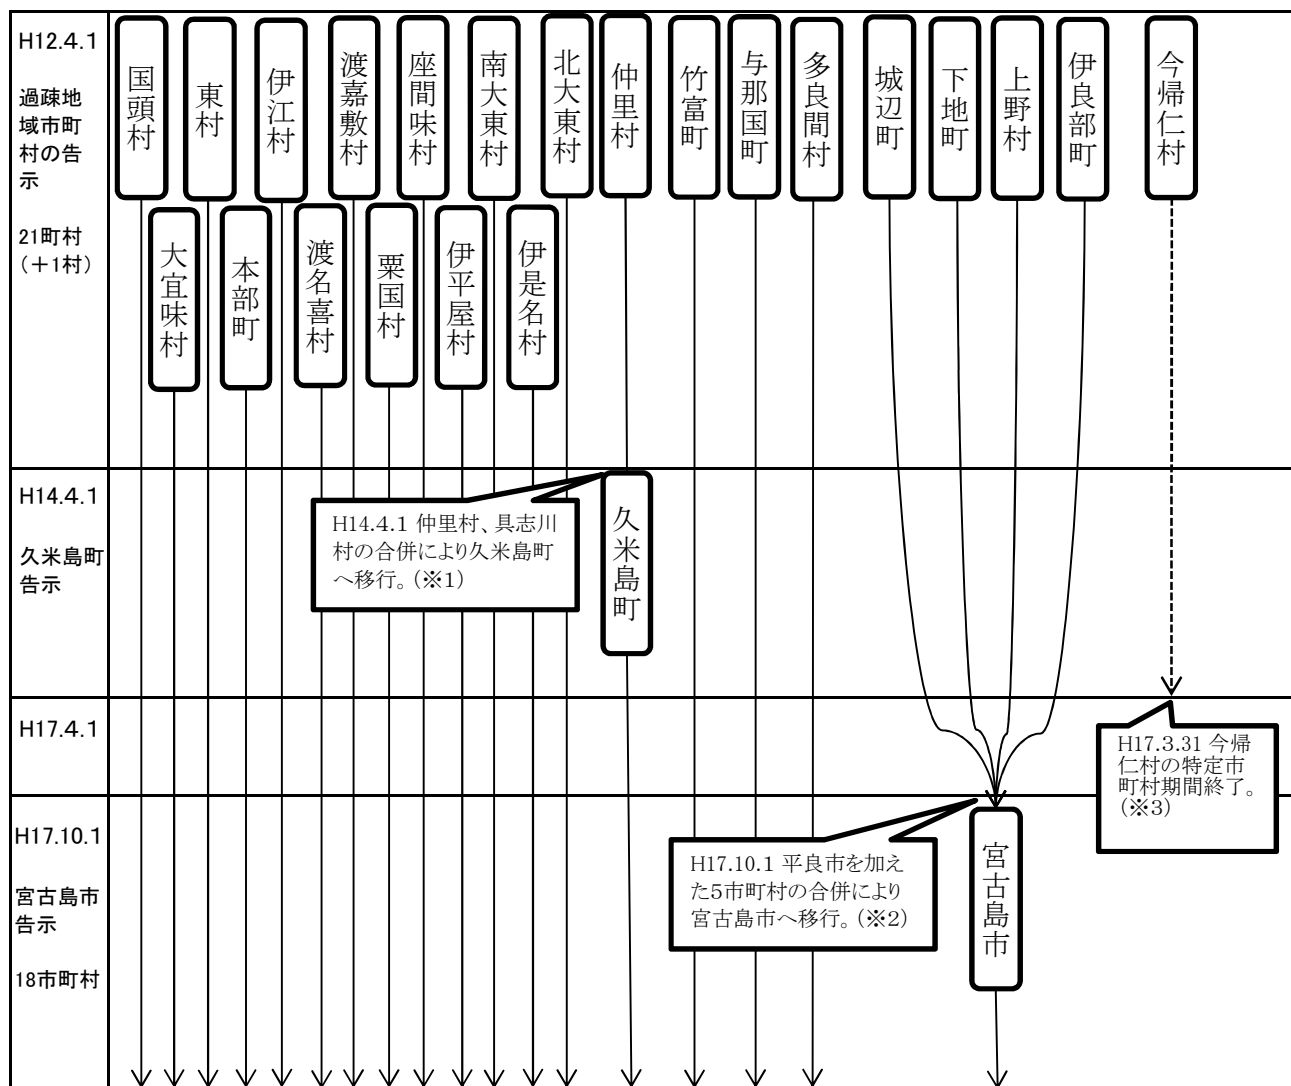 H12.4.1
過疎地
域市町
村の告
示
21町村
（＋1村）
国頭村
東村
伊江村
渡嘉敷村
座間味村
南大東村
北大東村
仲里村
竹富町
与那国町
多良間村
城辺町
下地町
上野村
伊良部町
今帰仁村
大宜味村
本部町
渡名喜村
粟国村
伊平屋村
伊是名村
H14.4.1
久米島町
告示
H14.4.1 仲里村、具志川
村の合併により久米島町
へ移行。（※1）
久米島町
H17.4.1
H17.3.31 今帰
仁村の特定市
町村期間終了。
（※3）
H17.10.1
宮古島市
告示
18市町村
H17.10.1 平良市を加え
た5市町村の合併により
宮古島市へ移行。（※2）
宮古島市